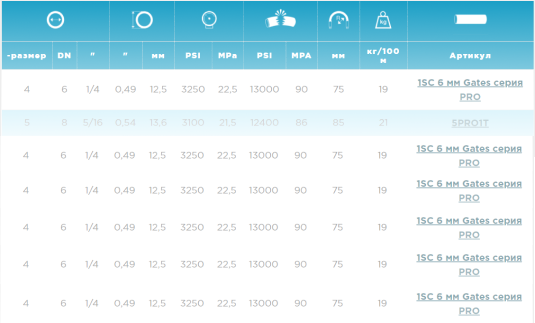 kg
-размер DN " " мм PSI MPa PSI MPA мм кг/100 м Артикул
4 6 1/4 0,49 12,5 3250 22,5 13000 90 75 19 1SC 6 мм Gates серия
PRO
5 8 5/16 0,54 13,6 3100 21,5 12400 86 85 21 5PRO1T
4 6 1/4 0,49 12,5 3250 22,5 13000 90 75 19 1SC 6 мм Gates серия
PRO
4 6 1/4 0,49 12,5 3250 22,5 13000 90 75 19 1SC 6 мм Gates серия
PRO
4 6 1/4 0,49 12,5 3250 22,5 13000 90 75 19 1SC 6 мм Gates серия
PRO
4 6 1/4 0,49 12,5 3250 22,5 13000 90 75 19 1SC 6 мм Gates серия
PRO
4 6 1/4 0,49 12,5 3250 22,5 13000 90 75 19 1SC 6 мм Gates серия
PRO